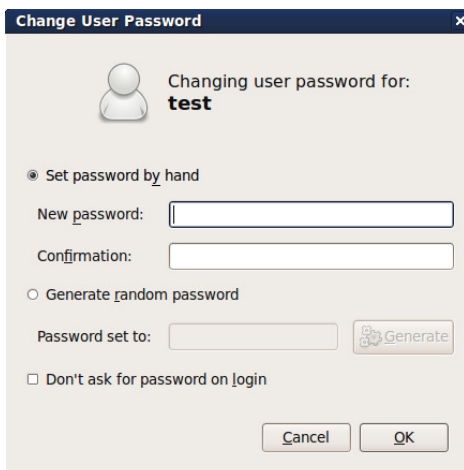 Change User Password
Changing user password for:
test
Set password by hand
New password:
Confirmation:
Generate random password
Password set to:
Generate
Don't ask for password on login
Cancel
OK